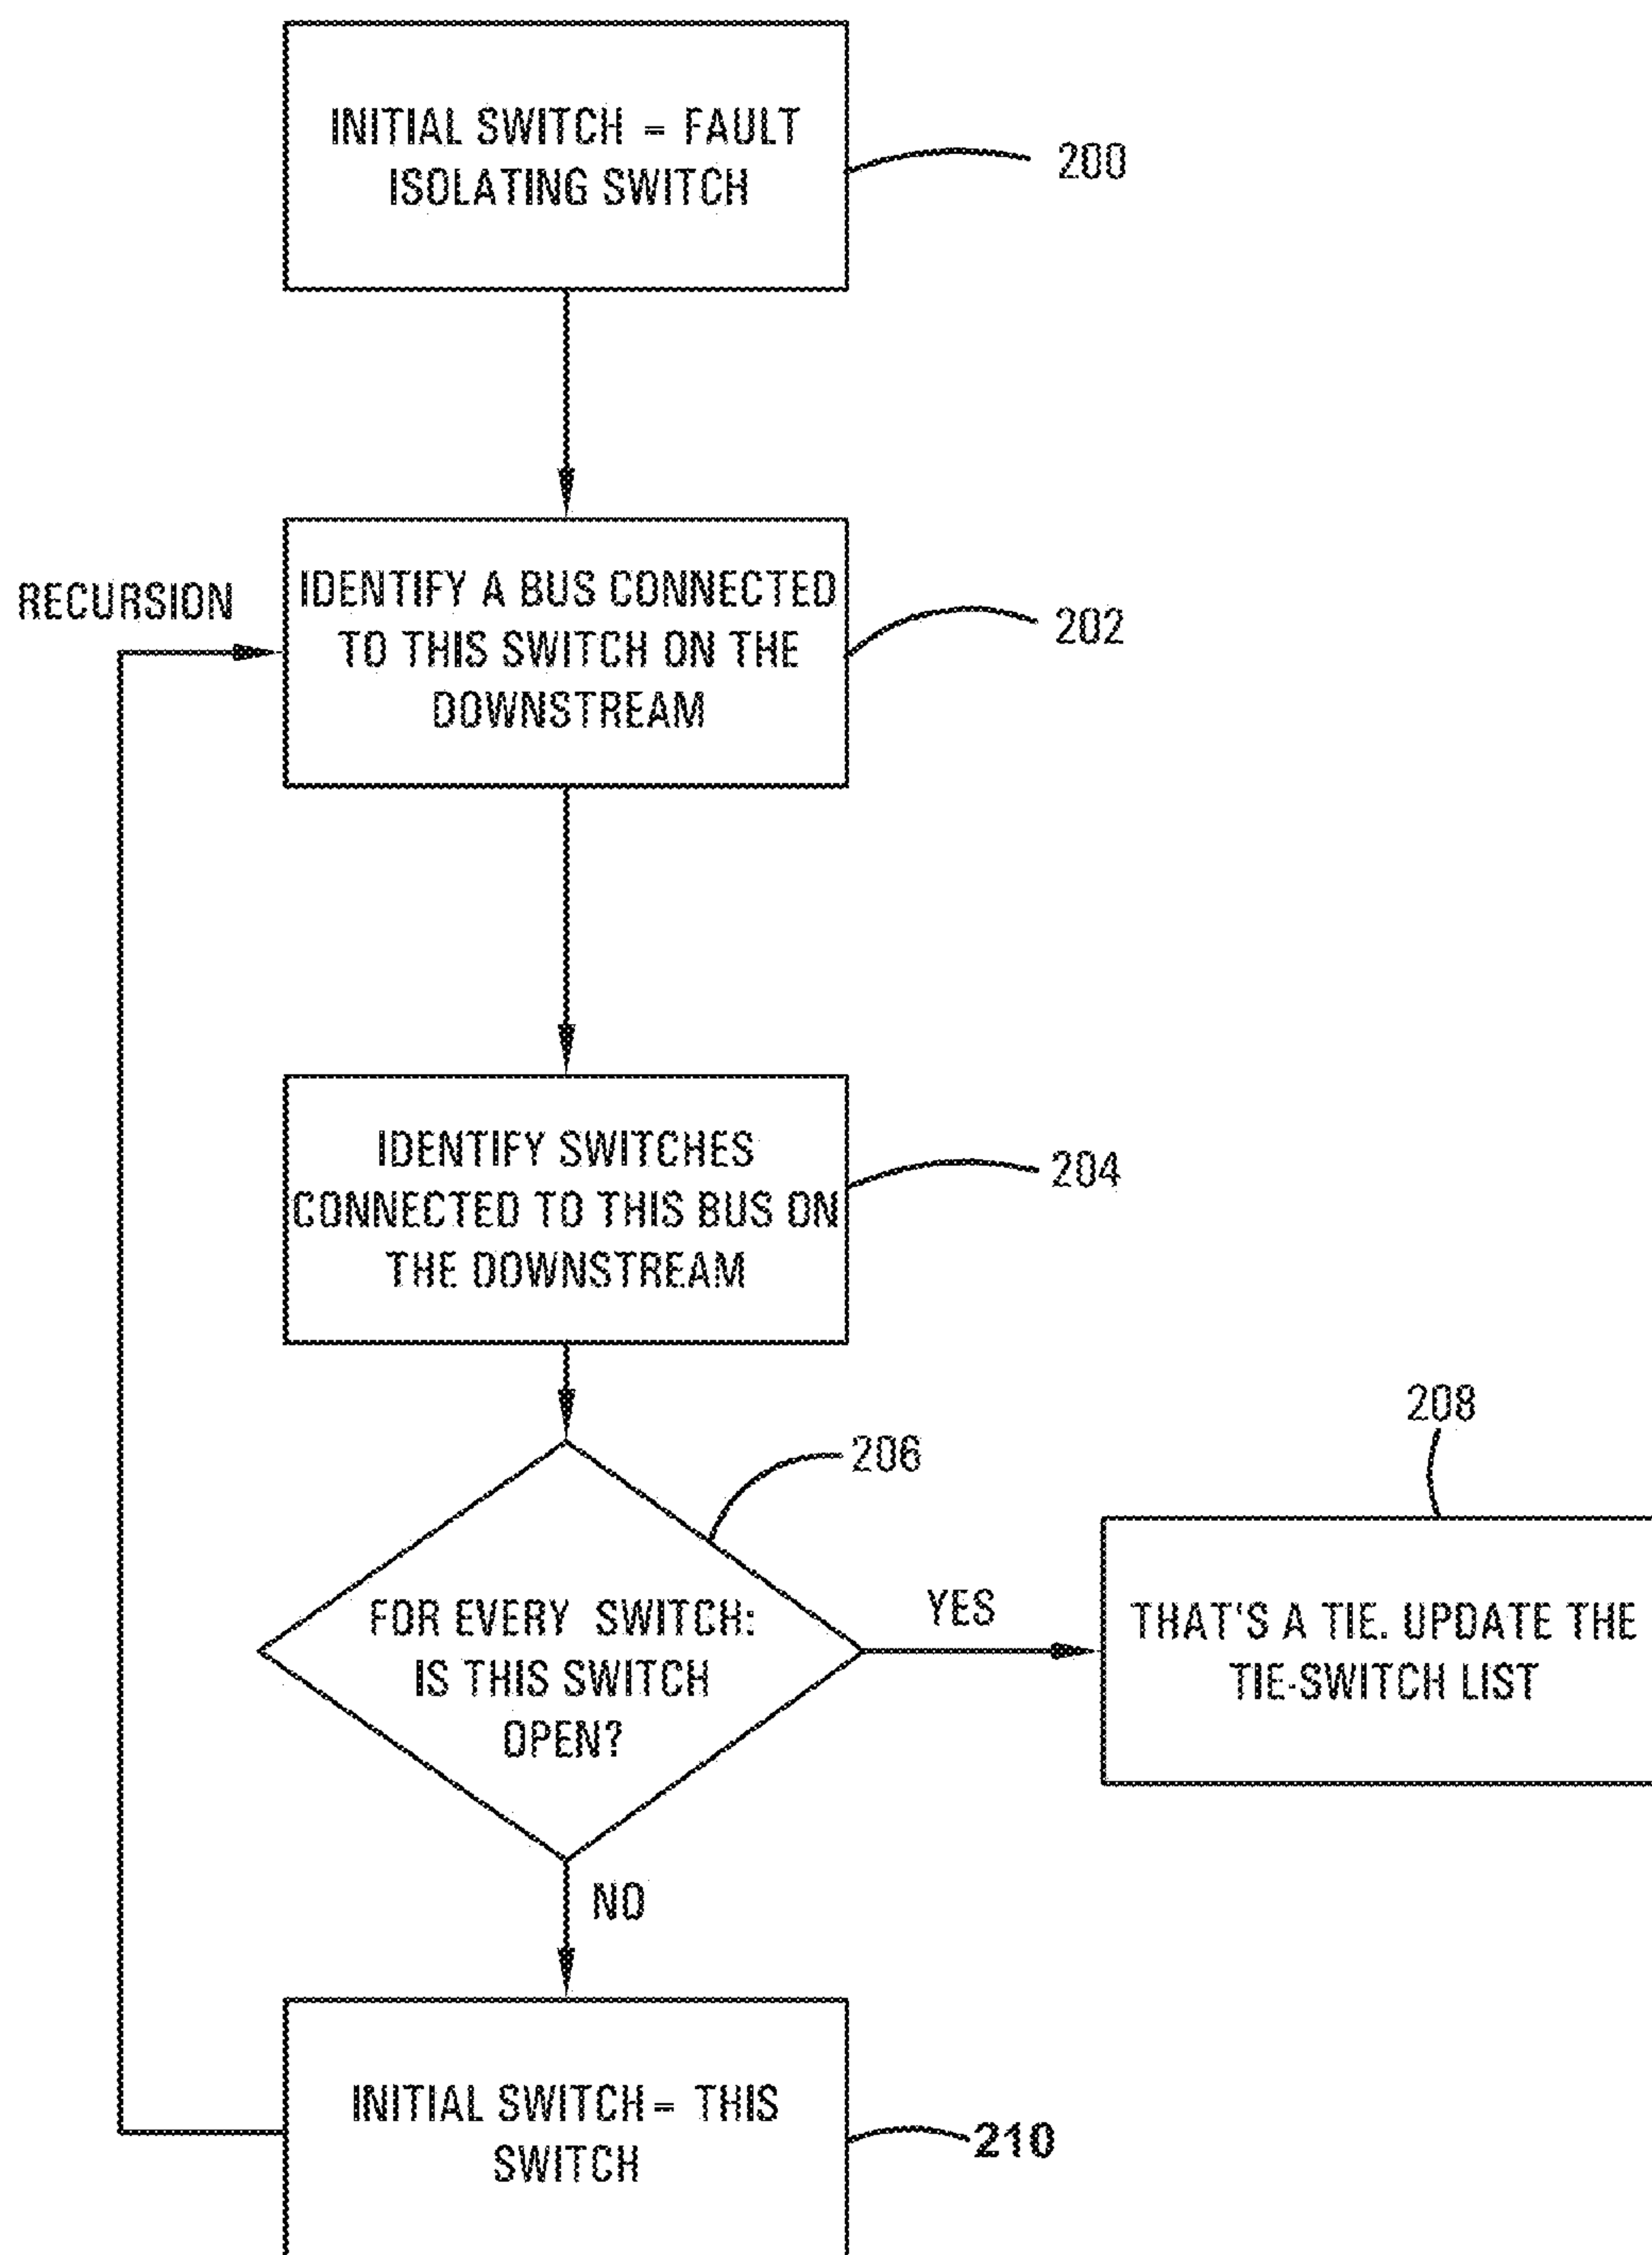 INITIAL SWITCH = FAULT
ISOLATING SWITCH
200
RECURSION
IDENTIFY A BUS CONNECTED
TO THIS SWITCH ON THE
DOWNSTREAM
202
IDENTIFY SWITCHES
CONNECTED TO THIS BUS ON
THE DOWNSTREAM
204
206
FOR EVERY SWITCH:
IS THIS SWITCH
OPEN?
YES
208
THAT'S A TIE. UPDATE THE
TIE-SWITCH LIST
NO
INITIAL SWITCH = THIS
SWITCH
210